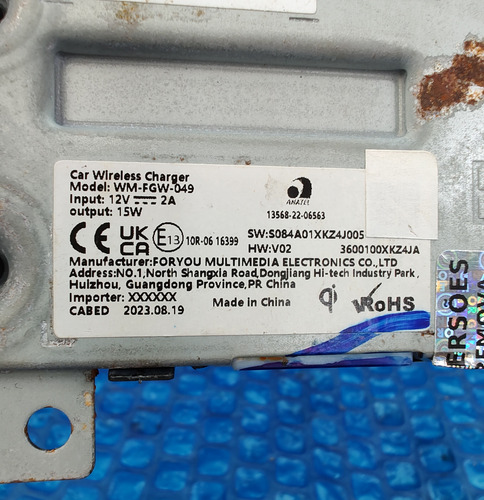 Car Wireless Charger
Model: WM-FGW-049
Input: 12V⎓2A
output: 15W
ANATEL
13568-22-06563
CE UKCA E13 10R-06 16399
SW:S084A01XKZ4J005
HW:V02 3600100XKZ4JA
Manufacturer:FORYOU MULTIMEDIA ELECTRONICS CO.,LTD
Address:NO.1,North Shangxia Road,Dongjiang Hi-tech Industry Park,
Huizhou, Guangdong Province,PR China
Importer: XXXXXX
Made in China
qi
RoHS
CABED 2023.08.19
ERSOES
REMOVA